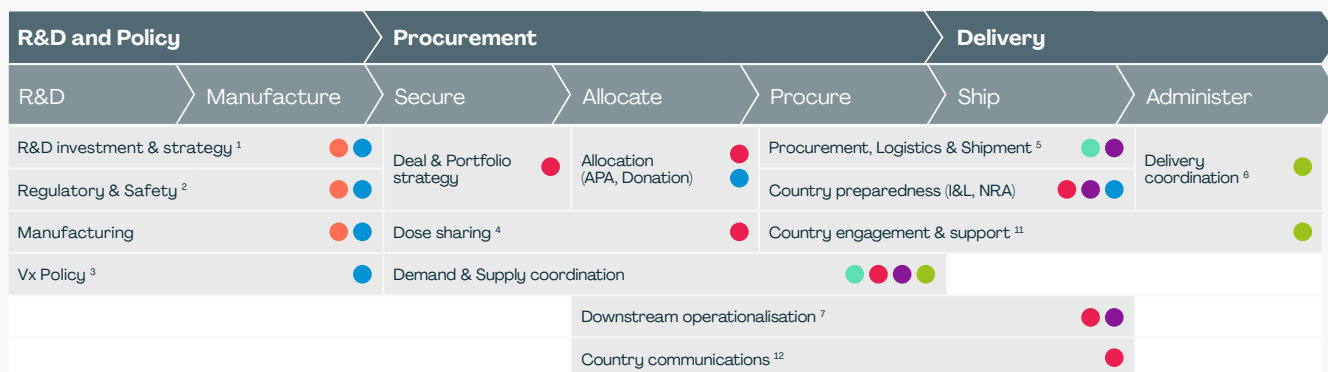 R&D and Policy
Procurement
Delivery
R&D
Manufacture
Secure
Allocate
Procure
Ship
Administer
R&D investment & strategy 1
Regulatory & Safety 2
Manufacturing
Vx Policy 3
Deal & Portfolio
strategy
Allocation
(APA, Donation)
Procurement, Logistics & Shipment 5
Country preparedness (I&L, NRA)
Delivery
coordination 6
Dose sharing 4
Country engagement & support 11
Demand & Supply coordination
Downstream operationalisation 7
Country communications 12